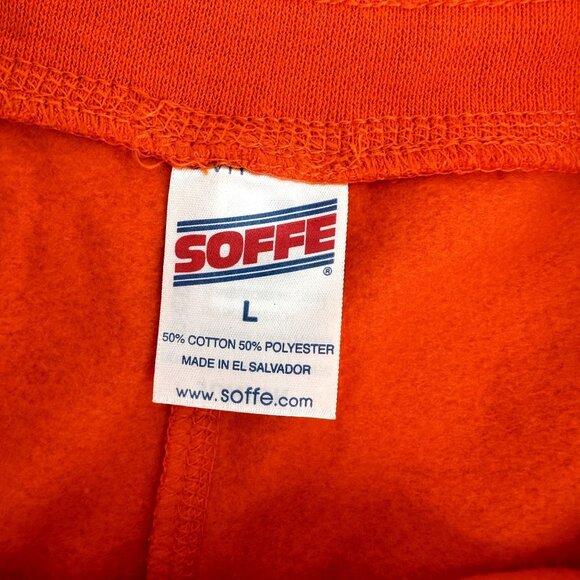 SOFFE
®
L
50% COTTON 50% POLYESTER
MADE IN EL SALVADOR
www.soffe.com